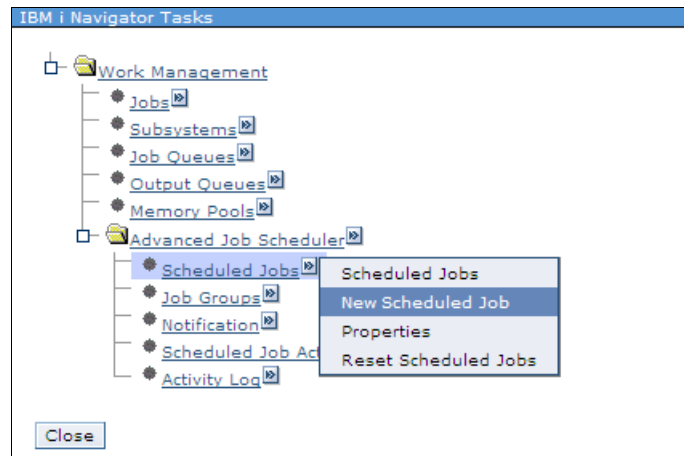 IBM i Navigator Tasks
Work Management
Jobs
Subsystems
Job Queues
Output Queues
Memory Pools
Advanced Job Scheduler
Scheduled Jobs
Job Groups
Notification
Scheduled Job Act
Activity Log
Scheduled Jobs
New Scheduled Job
Properties
Reset Scheduled Jobs
Close